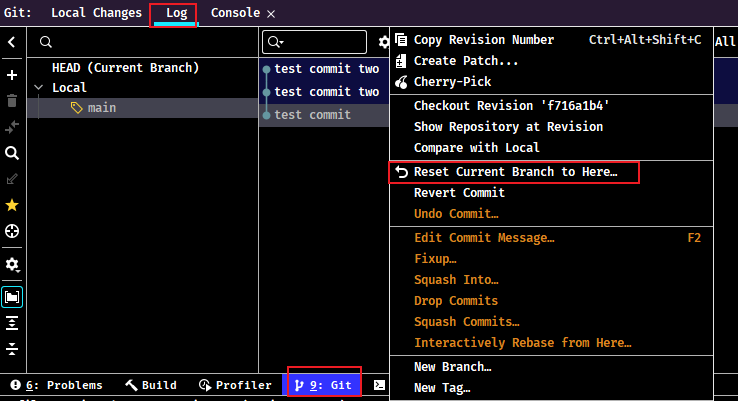 Git: Local Changes Log Console ×
HEAD (Current Branch)
Local
main
test commit two
test commit two
test commit
All
Copy Revision Number Ctrl+Alt+Shift+C
Create Patch...
Cherry-Pick
Checkout Revision 'f716a1b4'
Show Repository at Revision
Compare with Local
Reset Current Branch to Here…
Revert Commit
Undo Commit…
Edit Commit Message… F2
Fixup…
Squash Into…
Drop Commits
Squash Commits…
Interactively Rebase from Here…
New Branch…
New Tag…
6: Problems Build Profiler 9: Git